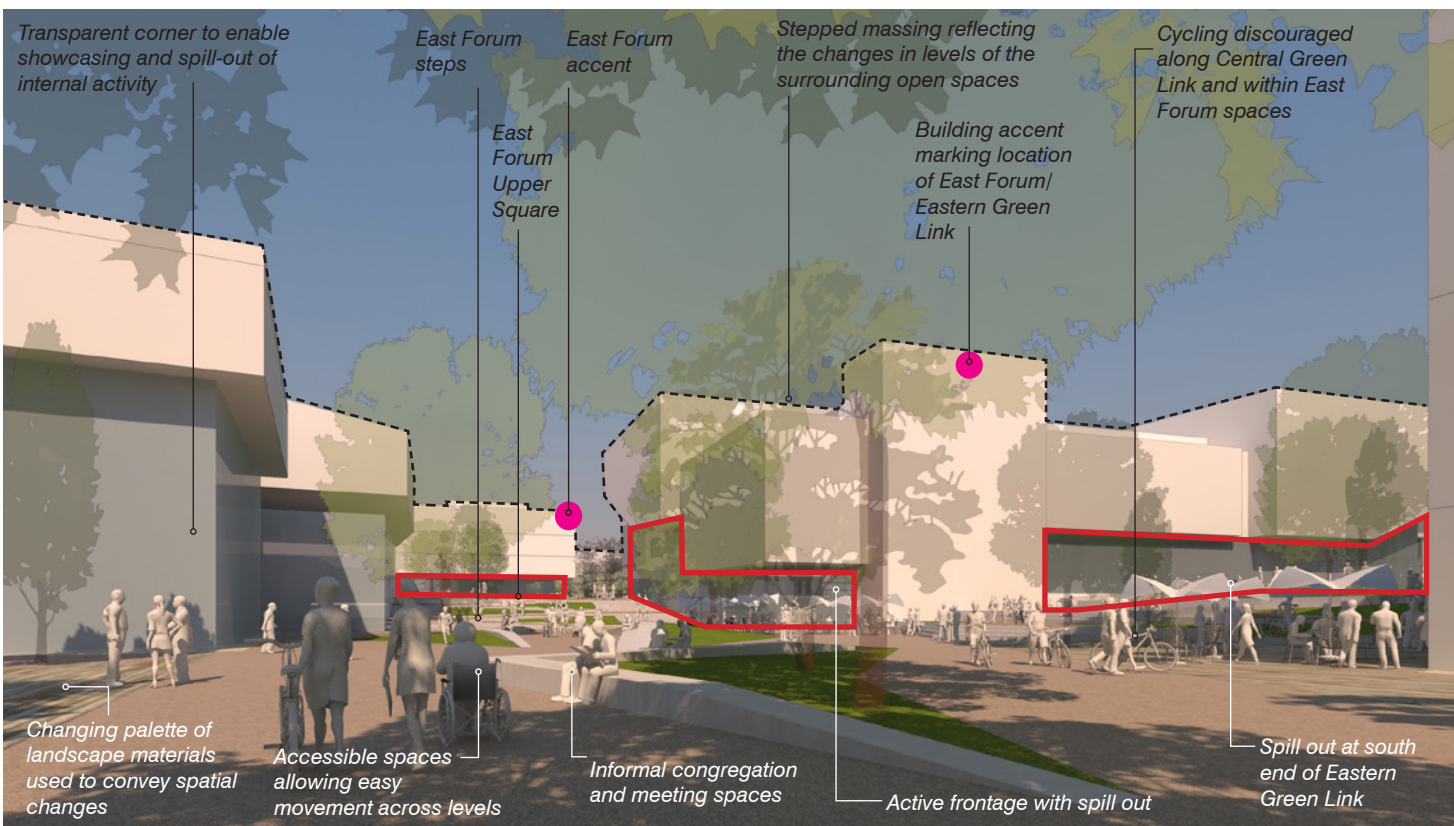 Transparent corner to enable
showcasing and spill-out of
internal activity
East Forum
steps
East Forum
accent
East
Forum
Upper
Square
Stepped massing reflecting
the changes in levels of the
surrounding open spaces
Building accent
marking location
of East Forum/
Eastern Green
Link
Cycling discouraged
along Central Green
Link and within East
Forum spaces
Changing palette of
landscape materials
used to convey spatial
changes
Accessible spaces
allowing easy
movement across levels
Informal congregation
and meeting spaces
Active frontage with spill out
Spill out at south
end of Eastern
Green Link